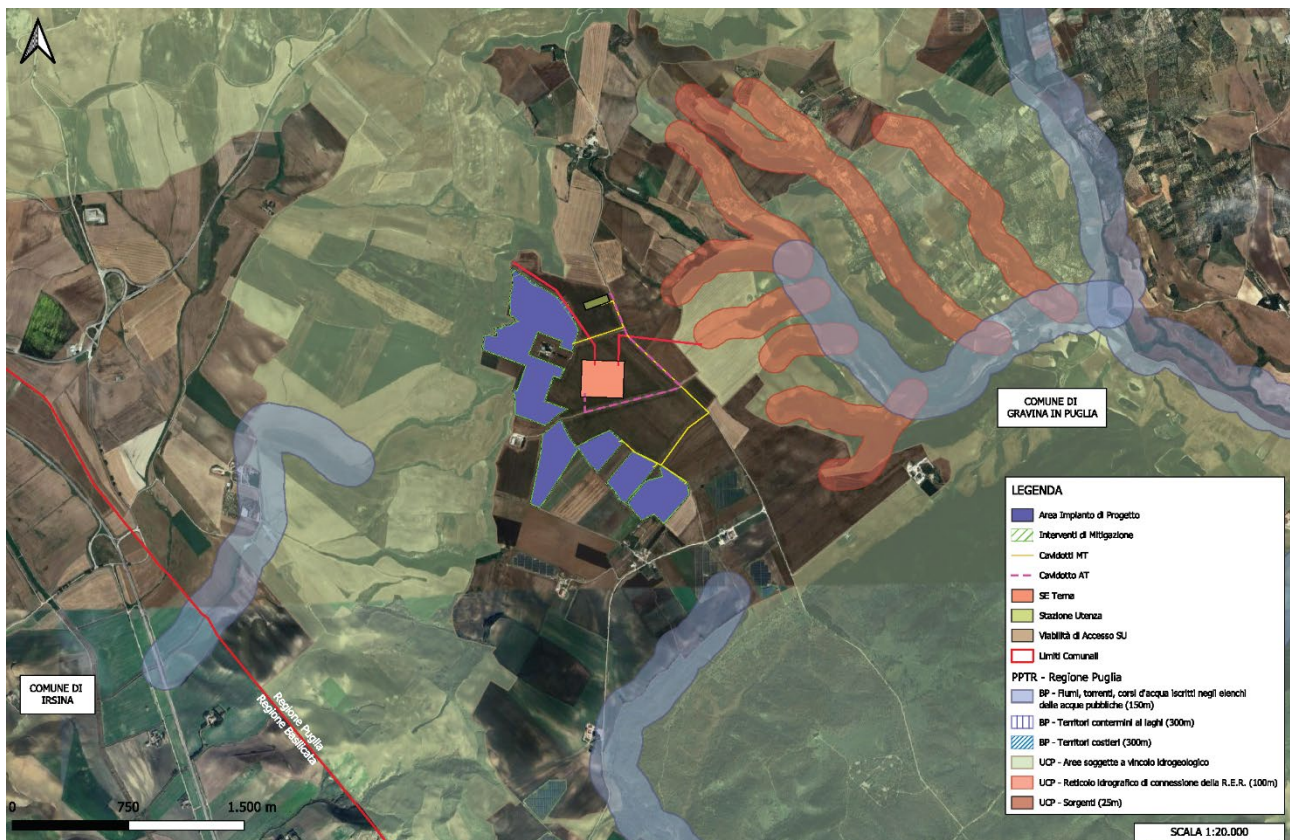 COMUNE DI
GRAVINA IN PUGLIA
COMUNE DI
IRSINA
Regione Puglia
Regione Basilicata
0 750 1.500 m
LEGENDA
Area Impianto di Progetto
Interventi di Mitigazione
Cavidotti MT
Cavidotto AT
SE Terna
Stazione Utenza
Viabilità di Accesso SU
Limiti Comunali
PPTR - Regione Puglia
BP - Fiumi, torrenti, corsi d'acqua iscritti negli elenchi
delle acque pubbliche (150m)
BP - Territori contermini ai laghi (300m)
BP - Territori costieri (300m)
UCP - Aree soggette a vincolo idrogeologico
UCP - Reticolo idrografico di connessione della R.E.R. (100m)
UCP - Sorgenti (25m)
SCALA 1:20.000